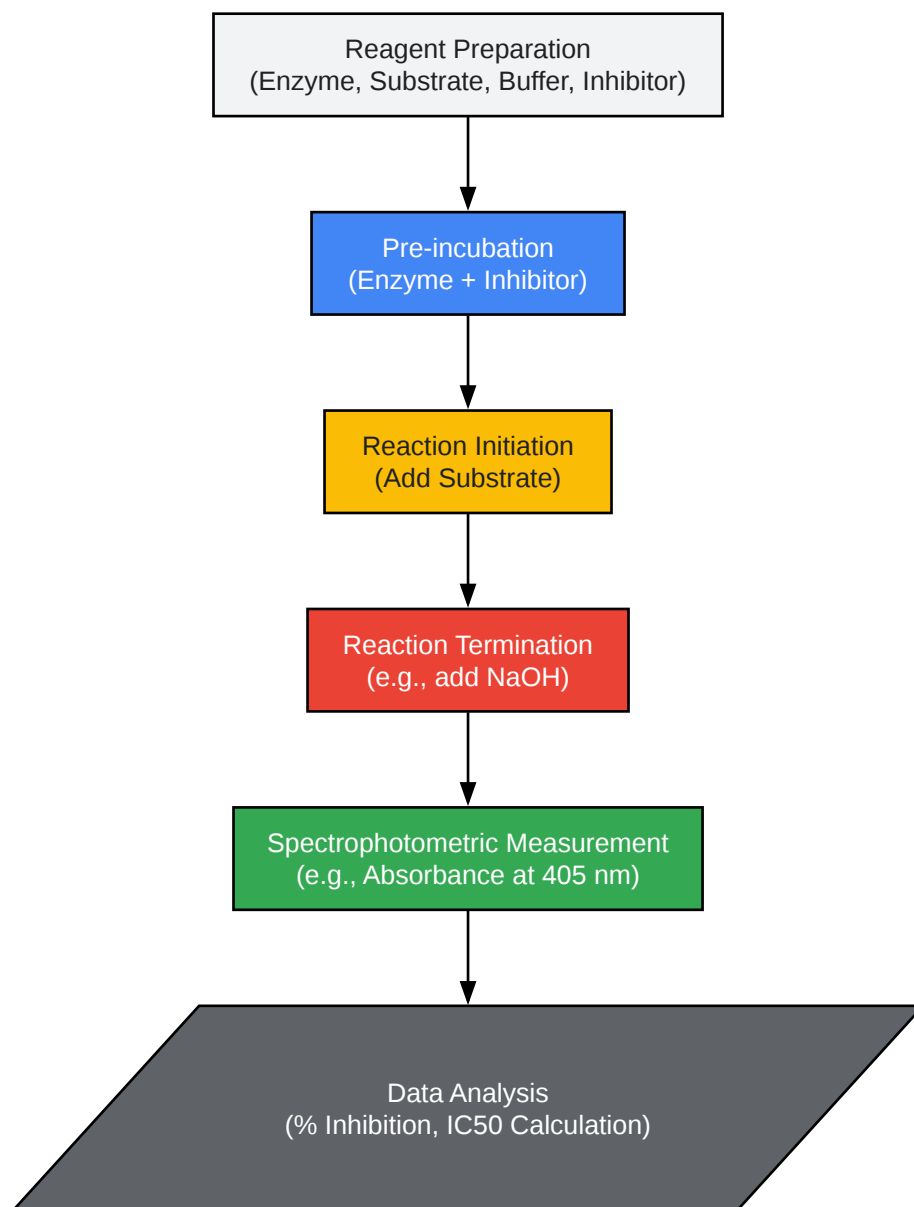 Reagent Preparation
(Enzyme, Substrate, Buffer, Inhibitor)
Pre-incubation
(Enzyme + Inhibitor)
Reaction Initiation
(Add Substrate)
Reaction Termination
(e.g., add NaOH)
Spectrophotometric Measurement
(e.g., Absorbance at 405 nm)
Data Analysis
(% Inhibition, IC50 Calculation)